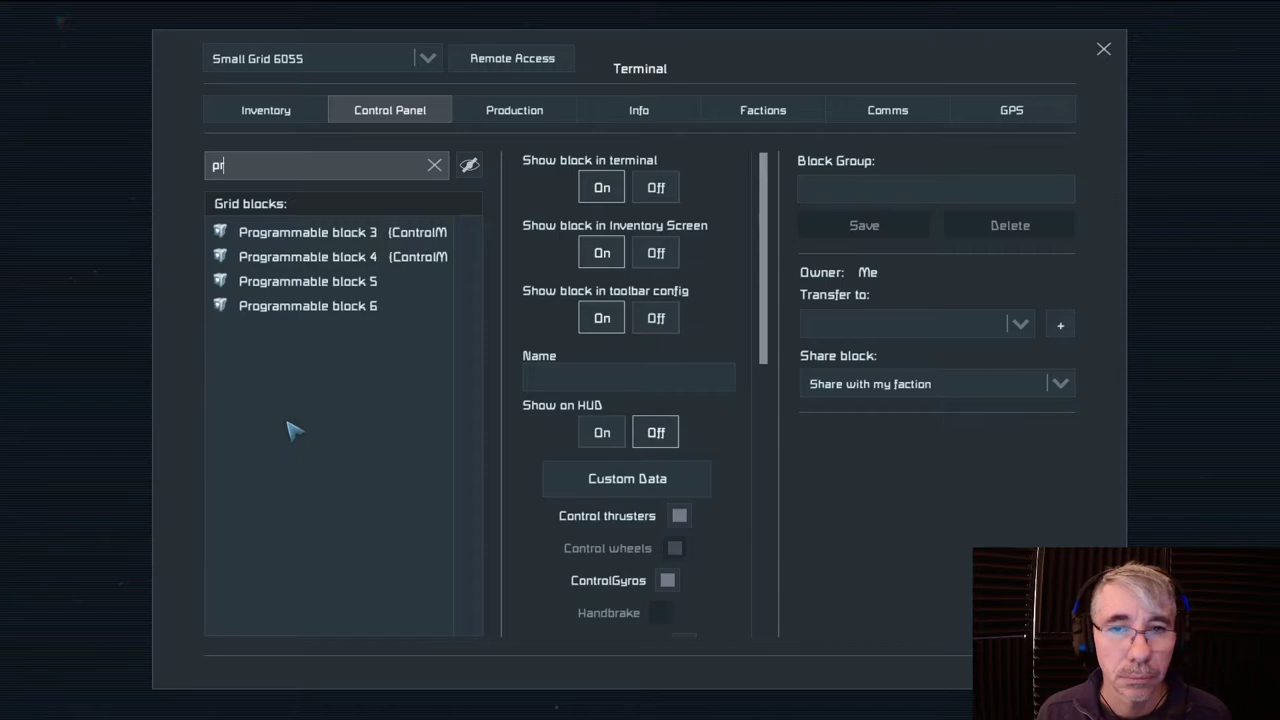 Small Grid 6055
Remote Access
Terminal
Inventory
Control Panel
Production
Info
Factions
Comms
GPS
pr
Grid blocks:
Programmable block 3 {ControlM
Programmable block 4 {ControlM
Programmable block 5
Programmable block 6
Show block in terminal
On Off
Show block in Inventory Screen
On Off
Show block in toolbar config
On Off
Name
Show on HUD
On Off
Custom Data
Control thrusters
Control wheels
ControlGyros
Handbrake
Block Group:
Save Delete
Owner: Me
Transfer to:
+
Share block:
Share with my faction